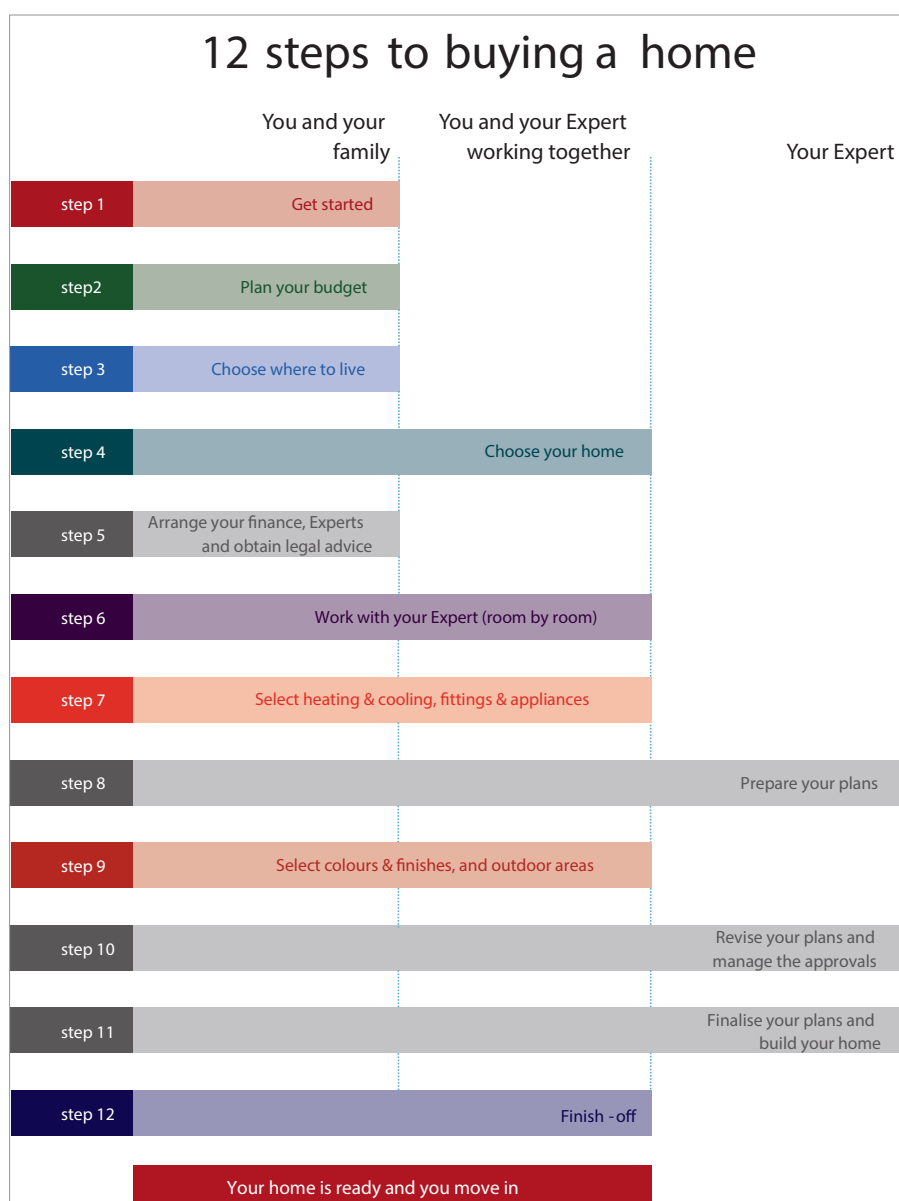 12 steps to buying a home
You and your
family
You and your Expert
working together
Your Expert
step 1
Get started
step2
Plan your budget
step 3
Choose where to live
step 4
Choose your home
step 5
Arrange your finance, Experts
and obtain legal advice
step 6
Work with your Expert (room by room)
step 7
Select heating & cooling, fittings & appliances
step 8
Prepare your plans
step 9
Select colours & finishes, and outdoor areas
step 10
Revise your plans and
manage the approvals
step 11
Finalise your plans and
build your home
step 12
Finish - off
Your home is ready and you move in